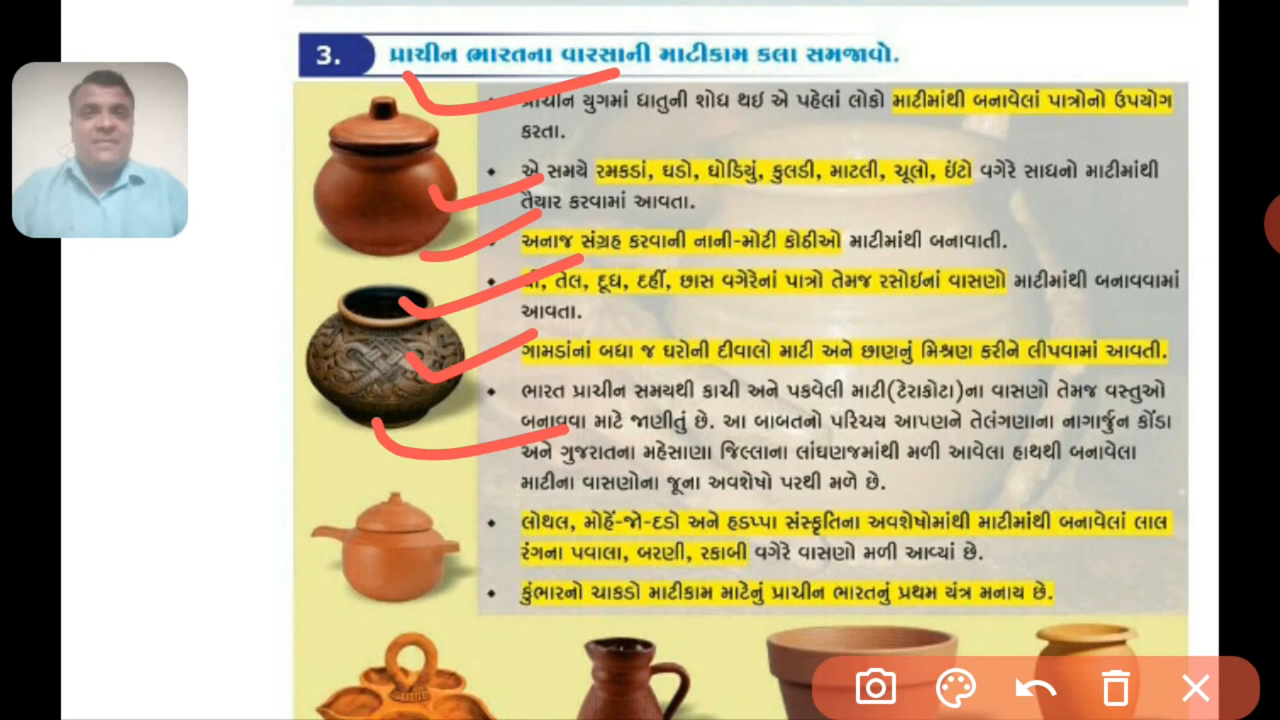 3. પ્રાચીન ભારતના વારસાની માટીકામ કલા સમજાવો.
• પ્રાચીન યુગમાં ધાતુની શોધ થઇ એ પહેલાં લોકો માટીમાંથી બનાવેલાં પાત્રોનો ઉપયોગ
કરતા.
• એ સમયે રમકડાં, ઘડો, ઘોડિયું, કુલડી, માટલી, ચૂલો, ઈંટો વગેરે સાધનો માટીમાંથી
તૈયાર કરવામાં આવતા.
• અનાજ સંગ્રહ કરવાની નાની-મોટી કોઠીઓ માટીમાંથી બનાવાતી.
• ઘી, તેલ, દૂધ, દહીં, છાસ વગેરેનાં પાત્રો તેમજ રસોઇનાં વાસણો માટીમાંથી બનાવવામાં
આવતા.
ગામડાંનાં બધા જ ઘરોની દીવાલો માટી અને છાણનું મિશ્રણ કરીને લીપવામાં આવતી.
• ભારત પ્રાચીન સમયથી કાચી અને પકવેલી માટી(ટેરાકોટા)ના વાસણો તેમજ વસ્તુઓ
બનાવવા માટે જાણીતું છે. આ બાબતનો પરિચય આપણને તેલંગણાના નાગાર્જુન કોંડા
અને ગુજરાતના મહેસાણા જિલ્લાના લાંઘણજમાંથી મળી આવેલા હાથથી બનાવેલા
માટીના વાસણોના જૂના અવશેષો પરથી મળે છે.
• લોથલ, મોહેં-જો-દડો અને હડપ્પા સંસ્કૃતિના અવશેષોમાંથી માટીમાંથી બનાવેલાં લાલ
રંગના પવાલા, બરણી, રકાબી વગેરે વાસણો મળી આવ્યાં છે.
• કુંભારનો ચાકડો માટીકામ માટેનું પ્રાચીન ભારતનું પ્રથમ યંત્ર મનાય છે.